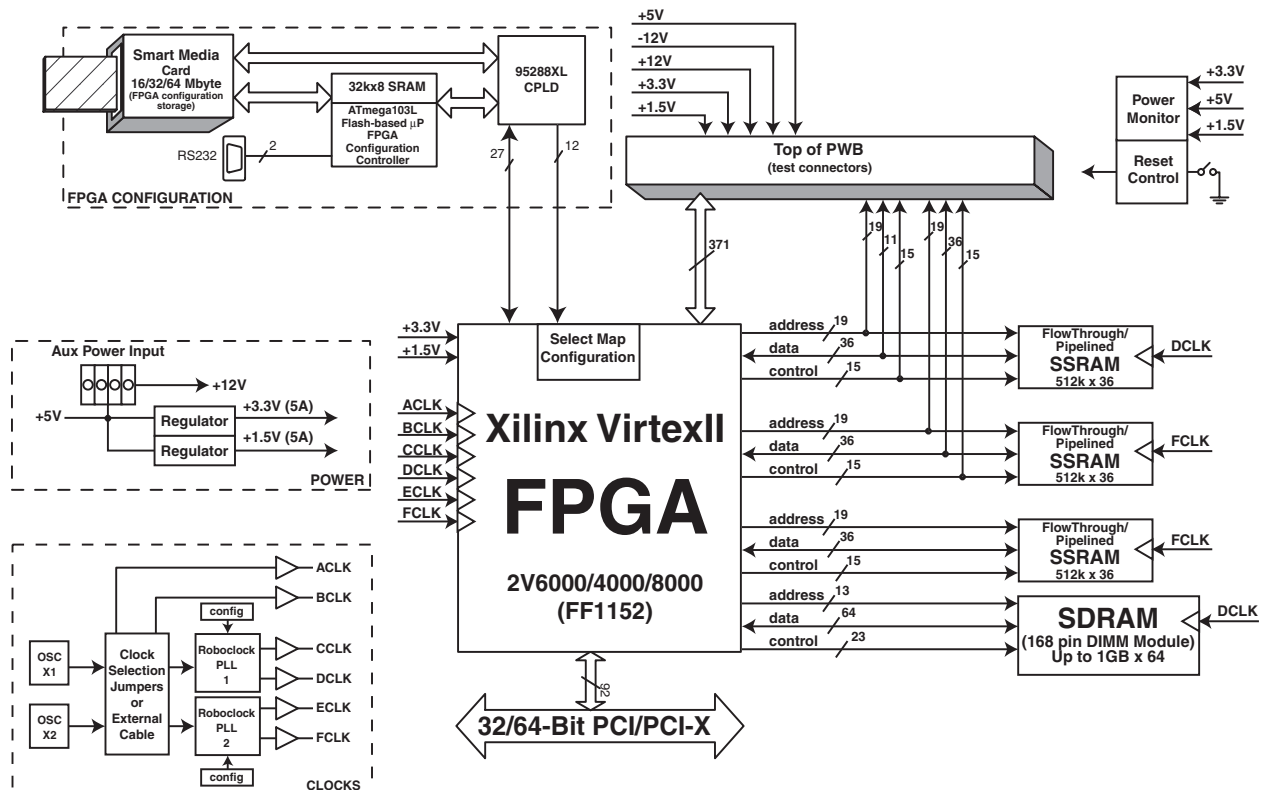 Smart Media
Card
16/32/64 Mbyte
(FPGA configuration
storage)
32kx8 SRAM
ATmega103L
Flash-based µP
FPGA
Configuration
Controller
95288XL
CPLD
RS232
2
27
12
FPGA CONFIGURATION
+5V
-12V
+12V
+3.3V
+1.5V
Top of PWB
(test connectors)
371
19
11
15
19
36
15
Power
Monitor
Reset
Control
+3.3V
+5V
+1.5V
Aux Power Input
+12V
+5V
Regulator
+3.3V (5A)
Regulator
+1.5V (5A)
POWER
+3.3V
+1.5V
Select Map
Configuration
ACLK
BCLK
CCLK
DCLK
ECLK
FCLK
Xilinx VirtexII
FPGA
2V6000/4000/8000
(FF1152)
address 19
data 36
control 15
FlowThrough/
Pipelined
SSRAM
512k x 36
DCLK
address 19
data 36
control 15
FlowThrough/
Pipelined
SSRAM
512k x 36
FCLK
address 19
data 36
control 15
FlowThrough/
Pipelined
SSRAM
512k x 36
FCLK
address 13
data 64
control 23
SDRAM
(168 pin DIMM Module)
Up to 1GB x 64
DCLK
92
32/64-Bit PCI/PCI-X
OSC
X1
OSC
X2
Clock
Selection
Jumpers
or
External
Cable
config
Roboclock
PLL
1
Roboclock
PLL
2
config
ACLK
BCLK
CCLK
DCLK
ECLK
FCLK
CLOCKS